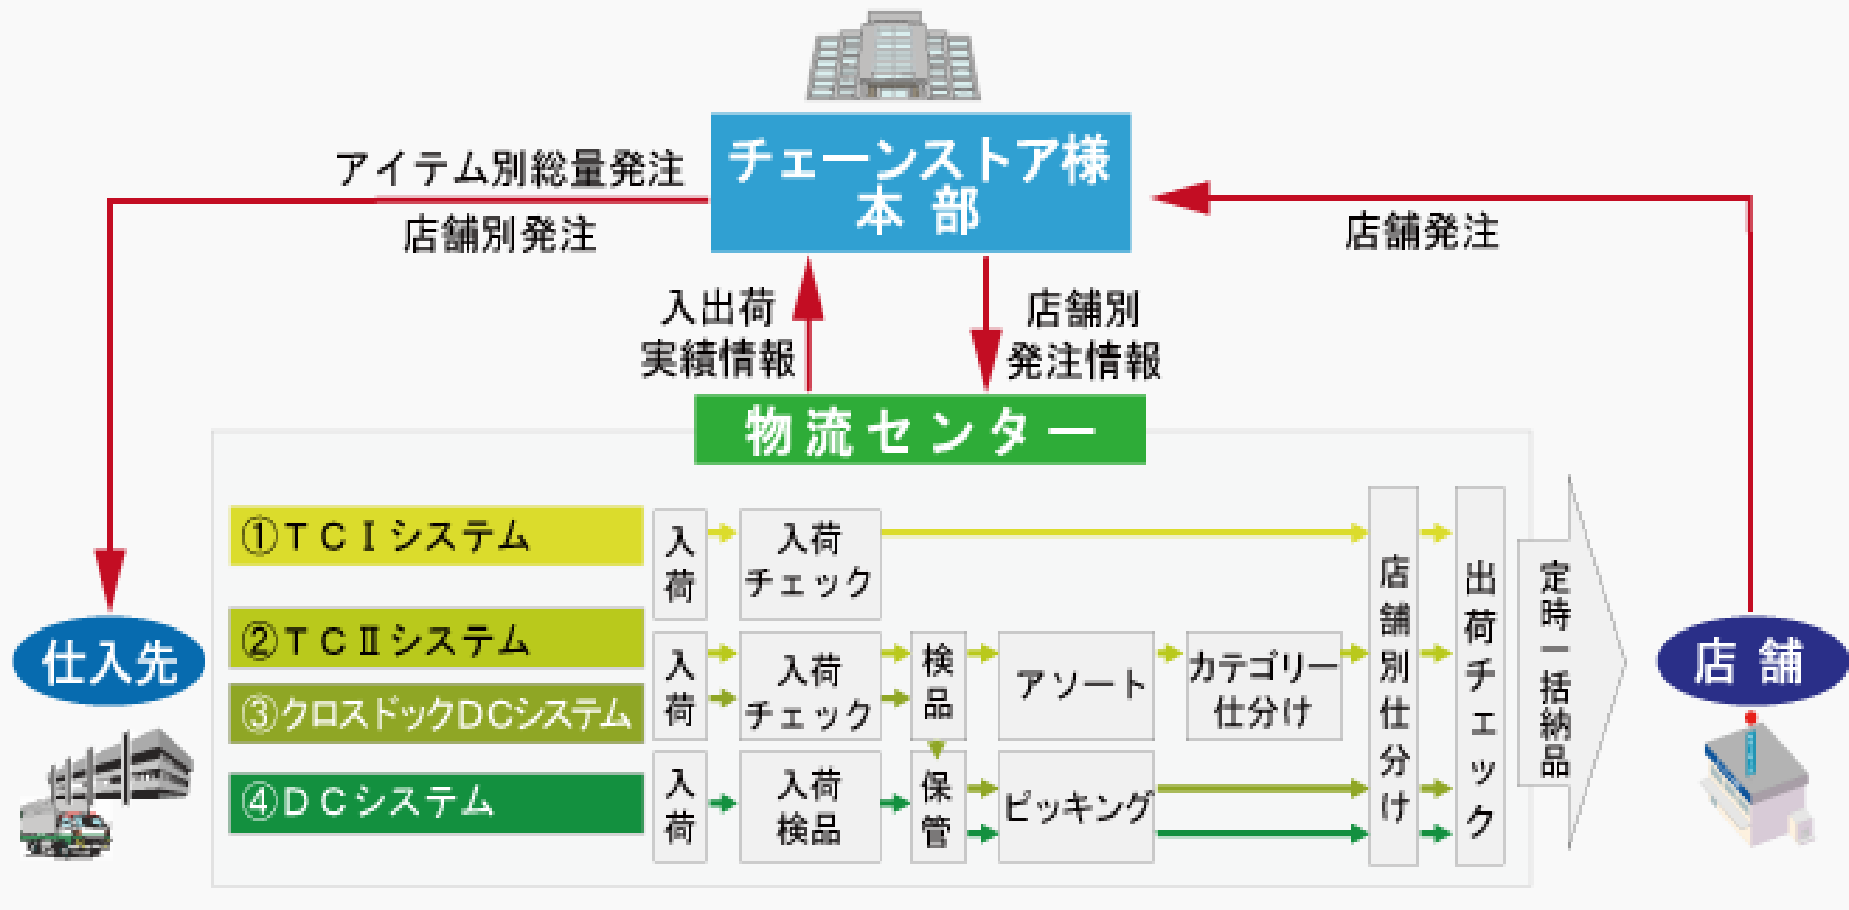 チェーンストア様
本部
アイテム別総量発注
店舗別発注
店舗発注
入出荷
実績情報
店舗別
発注情報
物流センター
①TCⅠシステム
入荷
入荷
チェック
②TCⅡシステム
③クロスドックDCシステム
入荷
入荷
チェック
検品
アソート
カテゴリー
仕分け
④DCシステム
入荷
入荷
検品
保管
ピッキング
店舗別仕分け
出荷チェック
定時一括納品
仕入先
店舗